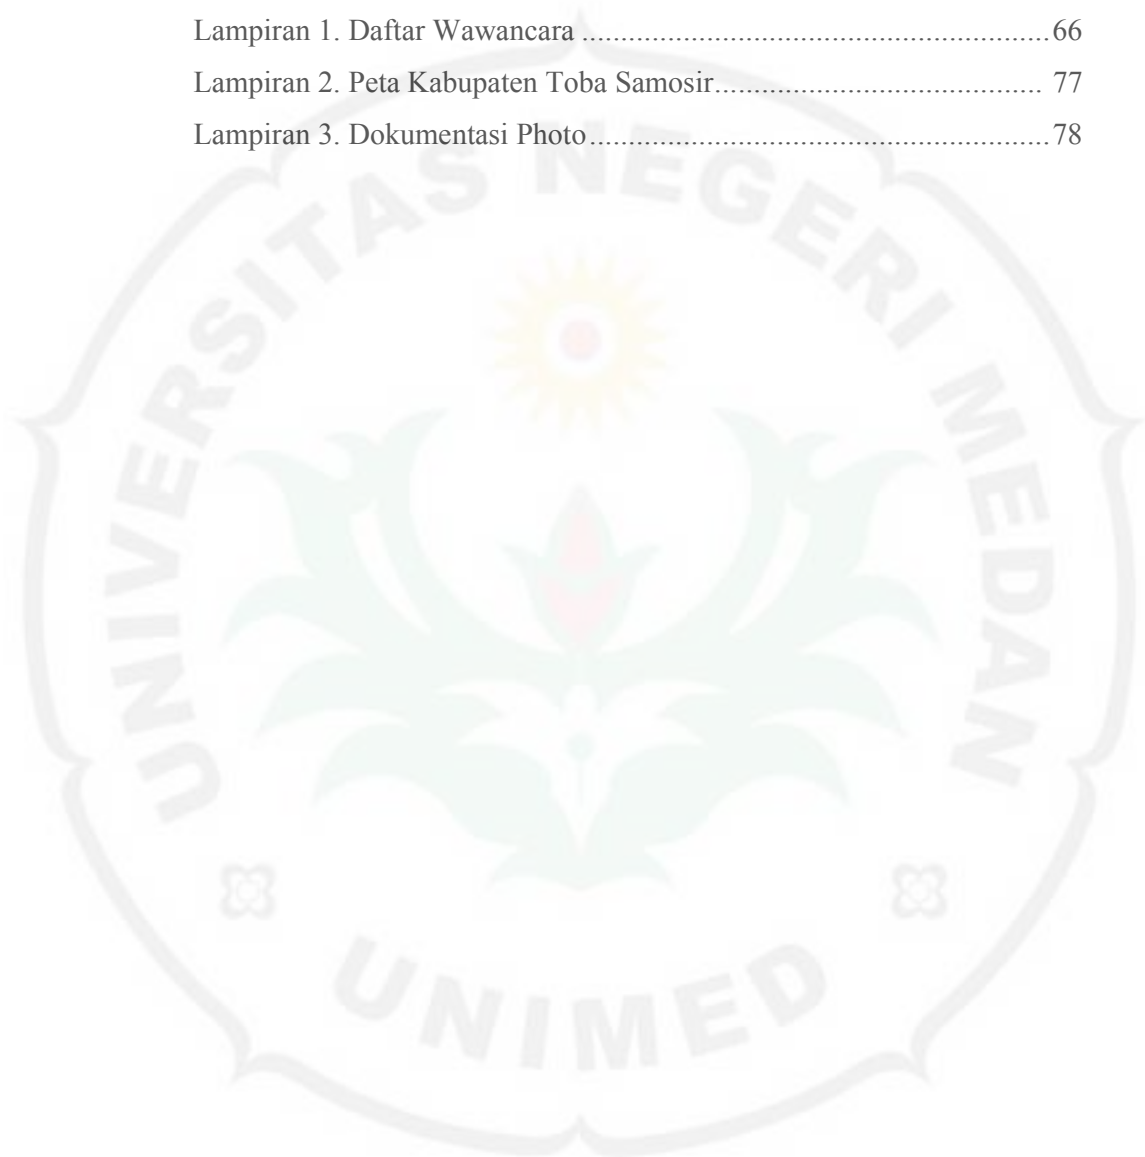 Lampiran 1. Daftar Wawancara ........................................................... 66
Lampiran 2. Peta Kabupaten Toba Samosir.......................................... 77
Lampiran 3. Dokumentasi Photo .......................................................... 78
UNIVERSITAS NEGERI MEDAN
UNIMED